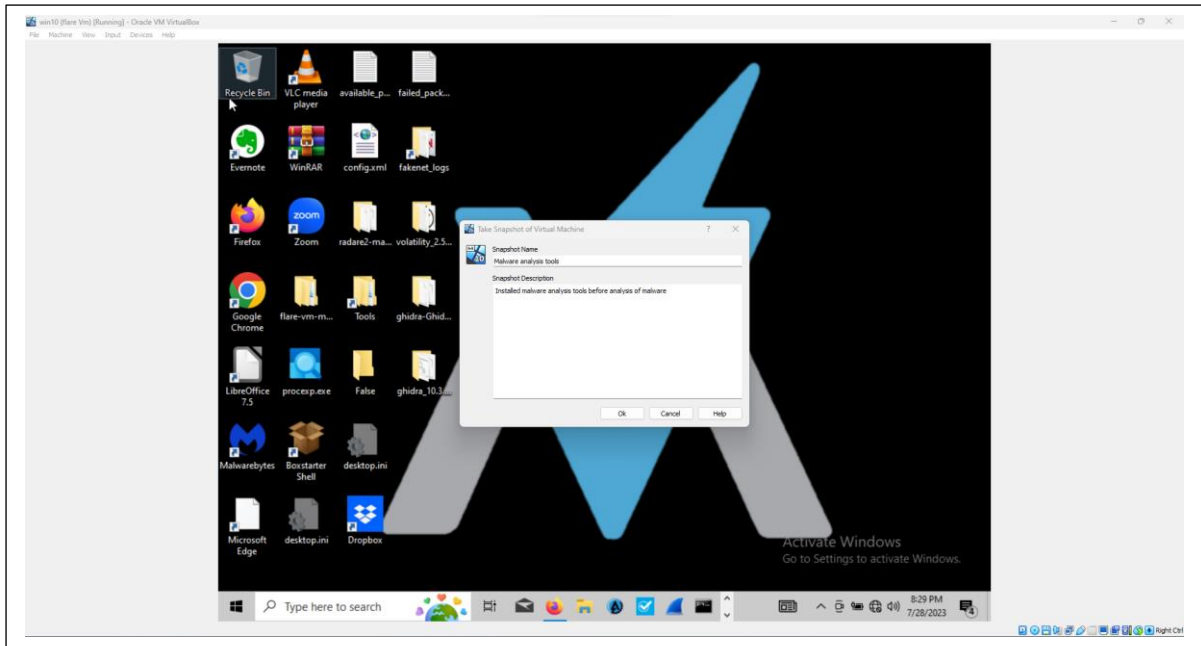 win10 (flare Vm) [Running] - Oracle VM VirtualBox
File Machine View Input Devices Help
Recycle Bin
VLC media
player
available_p...
failed_pack...
Evernote
WinRAR
config.xml
fakenet_logs
Firefox
Zoom
zoom
radare2-ma...
volatility_2.5...
Google
Chrome
flare-vm-m...
Tools
ghidra-Ghid...
LibreOffice
7.5
procexp.exe
False
ghidra_10.3....
Malwarebytes
Boxstarter
Shell
desktop.ini
Microsoft
Edge
desktop.ini
Dropbox
Take Snapshot of Virtual Machine
? ×
Snapshot Name
Malware analysis tools
Snapshot Description
Installed malware analysis tools before analysis of malware
Ok Cancel Help
Activate Windows
Go to Settings to activate Windows.
Type here to search
8:29 PM
7/28/2023
4
Right Ctrl